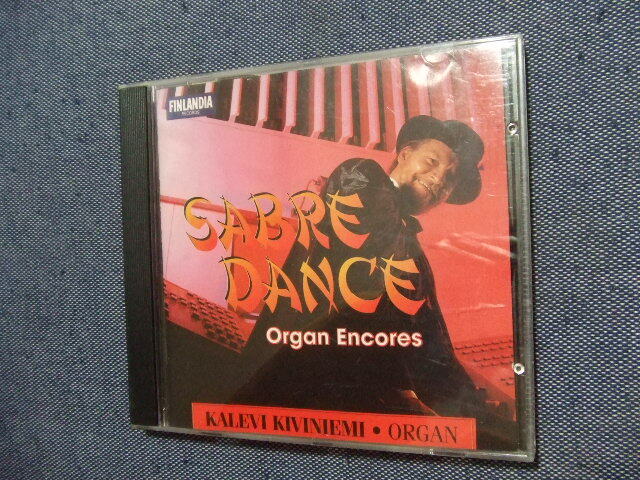 FINLANDIA
RECORDS
SABRE
DANCE
Organ Encores
KALEVI KIVINIEMI • ORGAN